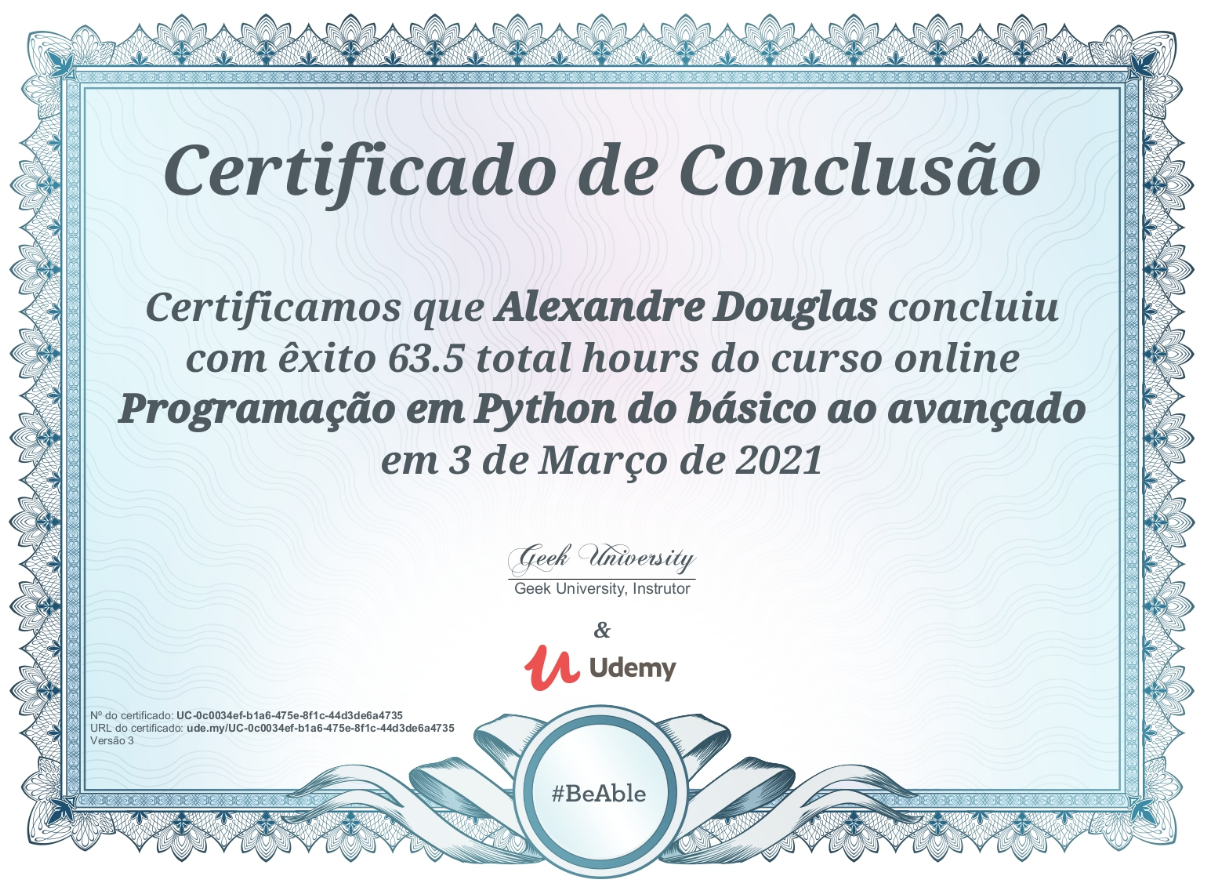 Certificado de Conclusão
Certificamos que Alexandre Douglas concluiu
com êxito 63.5 total hours do curso online
Programação em Python do básico ao avançado
em 3 de Março de 2021
Geek University
Geek University, Instrutor
&
Udemy
Nº do certificado: UC-0c0034ef-b1a6-475e-8f1c-44d3de6a4735
URL do certificado: ude.my/UC-0c0034ef-b1a6-475e-8f1c-44d3de6a4735
Versão 3
#BeAble